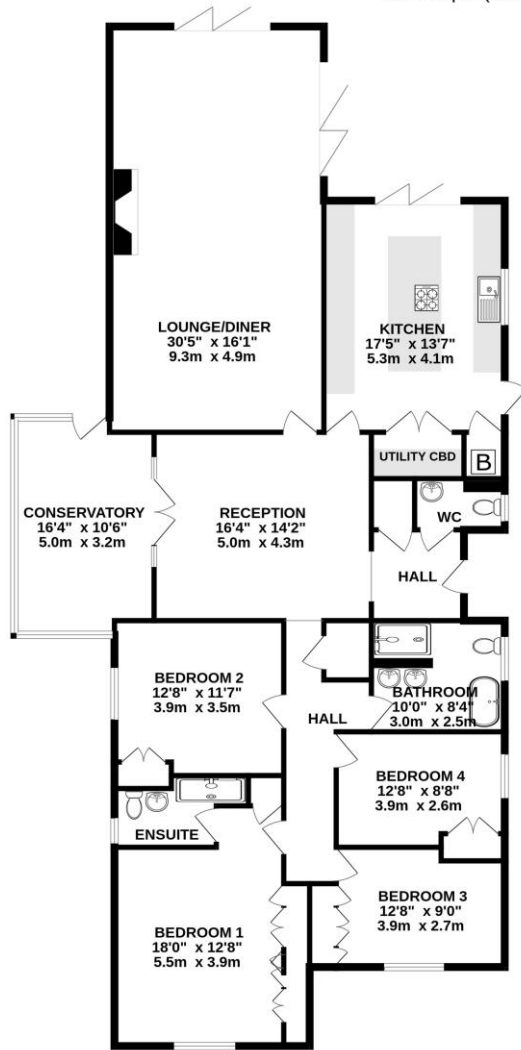 LOUNGE/DINER
30'5" x 16'1"
9.3m x 4.9m
KITCHEN
17'5" x 13'7"
5.3m x 4.1m
UTILITY CBD
B
CONSERVATORY
16'4" x 10'6"
5.0m x 3.2m
RECEPTION
16'4" x 14'2"
5.0m x 4.3m
WC
HALL
BEDROOM 2
12'8" x 11'7"
3.9m x 3.5m
HALL
BATHROOM
10'0" x 8'4"
3.0m x 2.5m
BEDROOM 4
12'8" x 8'8"
3.9m x 2.6m
ENSUITE
BEDROOM 3
12'8" x 9'0"
3.9m x 2.7m
BEDROOM 1
18'0" x 12'8"
5.5m x 3.9m